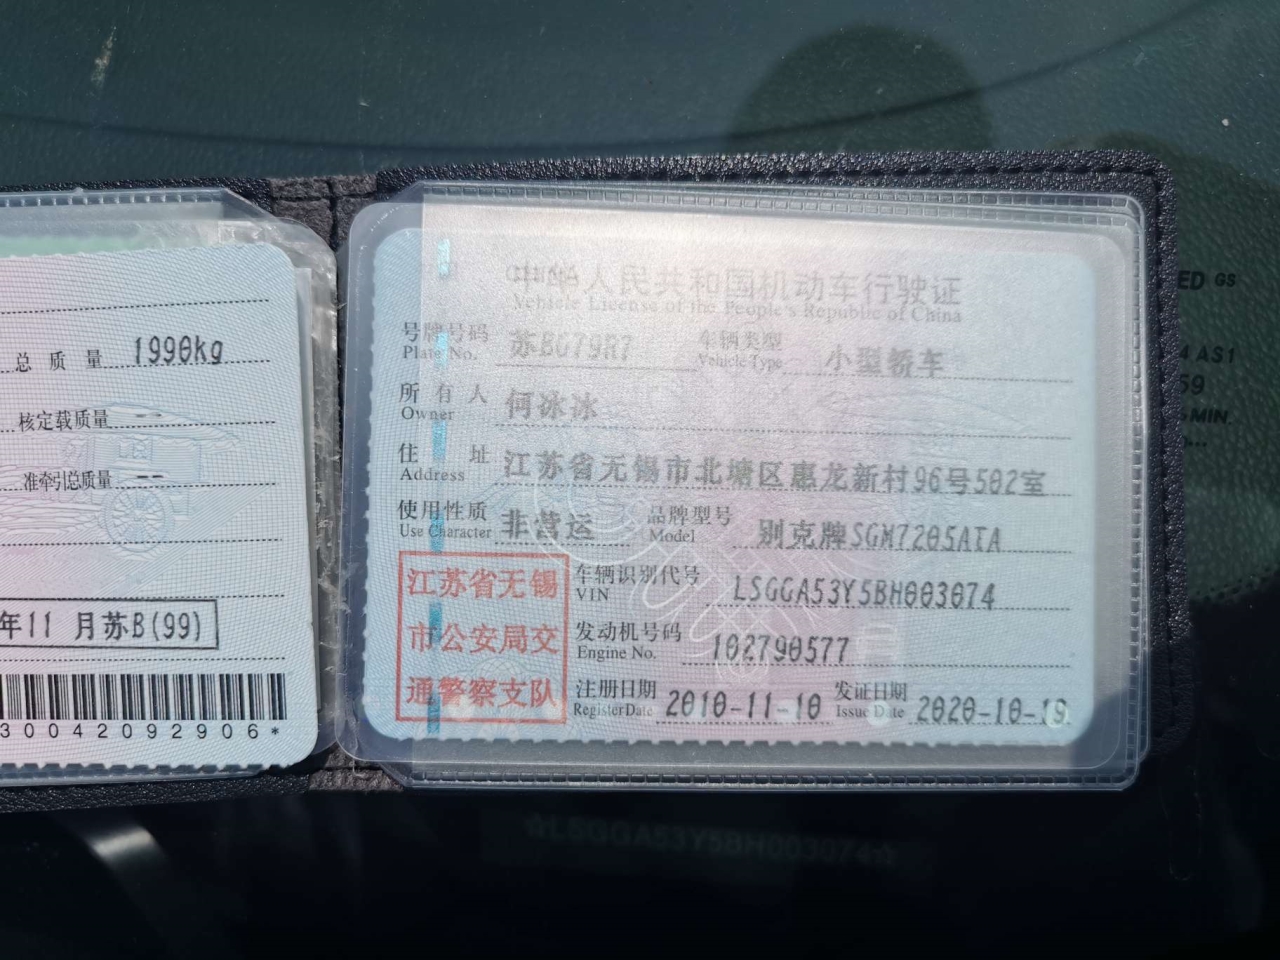 总质量 1990kg
核定载质量 --
准牵引总质量 --
年11月苏B(99)
30042092906*
中华人民共和国机动车行驶证
Vehicle License of the People's Republic of China
号牌号码 苏BG79R7 车辆类型 小型轿车
Plate No. Vehicle Type
所有人 何冰冰
Owner
住址 江苏省无锡市北塘区惠龙新村96号502室
Address
使用性质 非营运 品牌型号 别克牌SGM7205ATA
Use Character Model
江苏省无锡
市公安局交
通警察支队
车辆识别代号 LSGGA53Y5BH003074
VIN
发动机号码 102790577
Engine No.
注册日期 2010-11-10 发证日期 2020-10-19
Register Date Issue Date
ED GS
4 AS1
59
MIN.
☆LSGGA53Y5BH003074☆